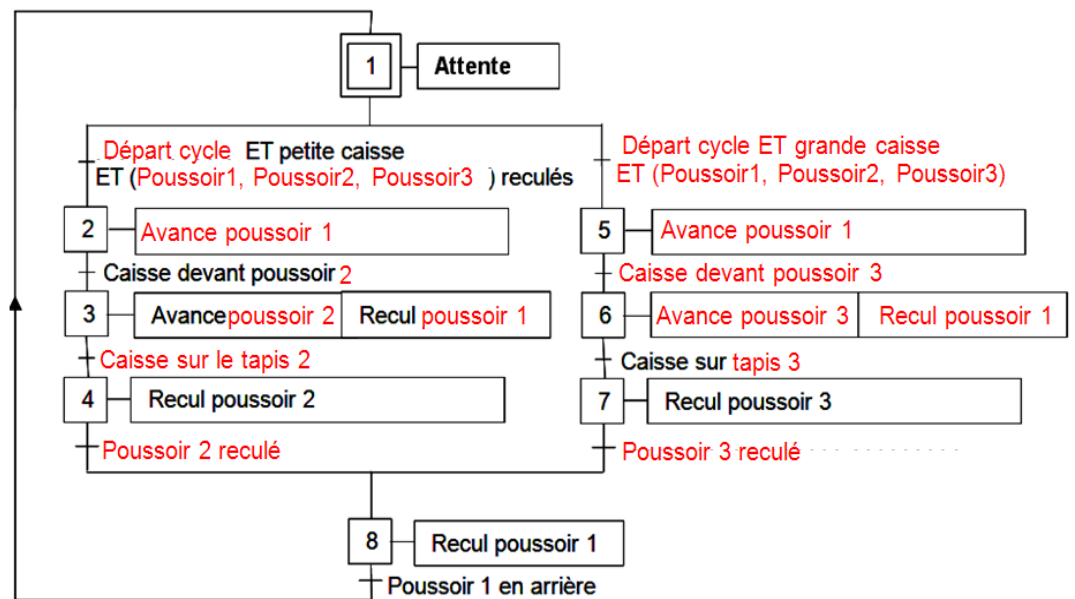 1
Attente
Départ cycle ET petite caisse
ET (Poussoir1, Poussoir2, Poussoir3 ) reculés
Départ cycle ET grande caisse
ET (Poussoir1, Poussoir2, Poussoir3)
2
Avance poussoir 1
5
Avance poussoir 1
Caisse devant poussoir 2
Caisse devant poussoir 3
3
Avance poussoir 2
Recul poussoir 1
6
Avance poussoir 3
Recul poussoir 1
Caisse sur le tapis 2
Caisse sur tapis 3
4
Recul poussoir 2
7
Recul poussoir 3
Poussoir 2 reculé
Poussoir 3 reculé
8
Recul poussoir 1
Poussoir 1 en arrière